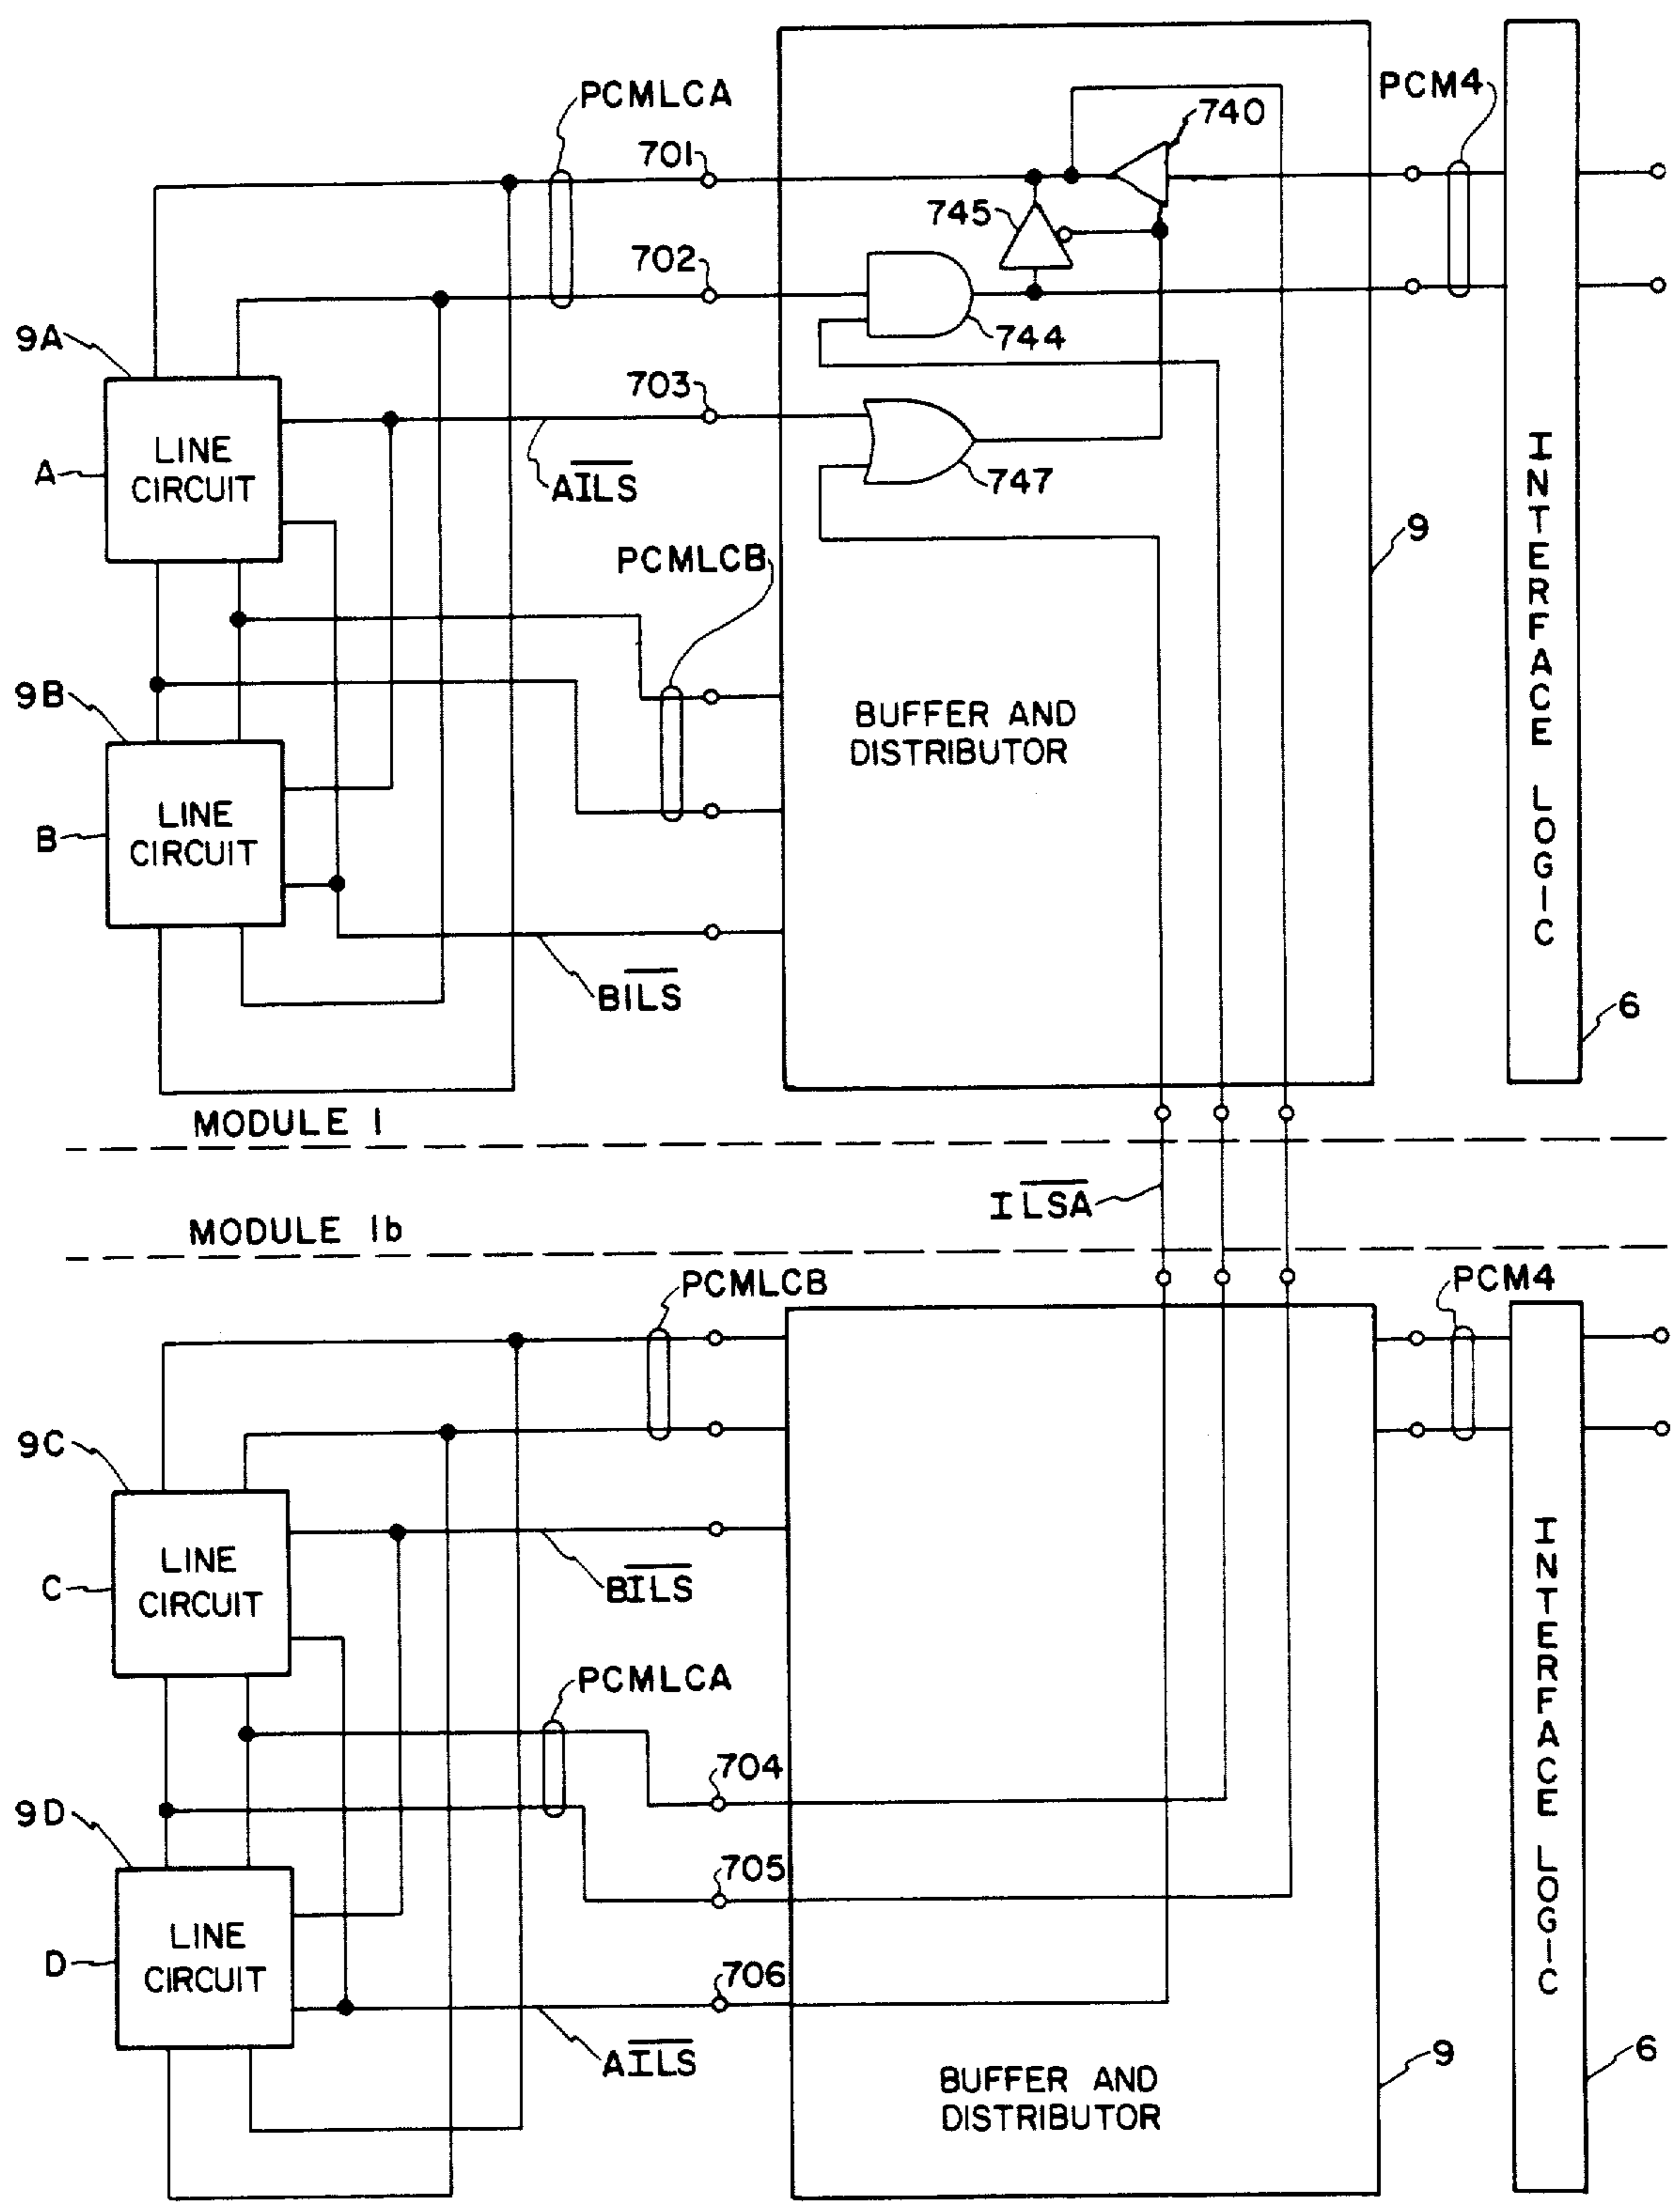 PCMLCA
PCM4
740
701
745
702
744
9A
703
LINE
CIRCUIT
A
AILS
747
9
PCMLCB
INTERFACE LOGIC
9B
BUFFER AND
DISTRIBUTOR
LINE
CIRCUIT
B
BILS
6
MODULE 1
ILSA
MODULE 1b
PCMLCB
PCM4
9C
LINE
CIRCUIT
C
BILS
INTERFACE LOGIC
PCMLCA
704
9D
705
LINE
CIRCUIT
D
706
AILS
9
6
BUFFER AND
DISTRIBUTOR